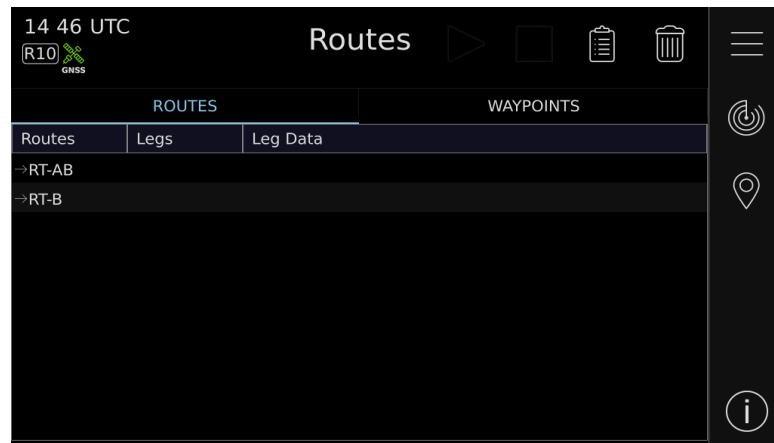 14 46 UTC
Routes
R10
GNSS
ROUTES WAYPOINTS
Routes Legs Leg Data
→RT-AB
→RT-B
i